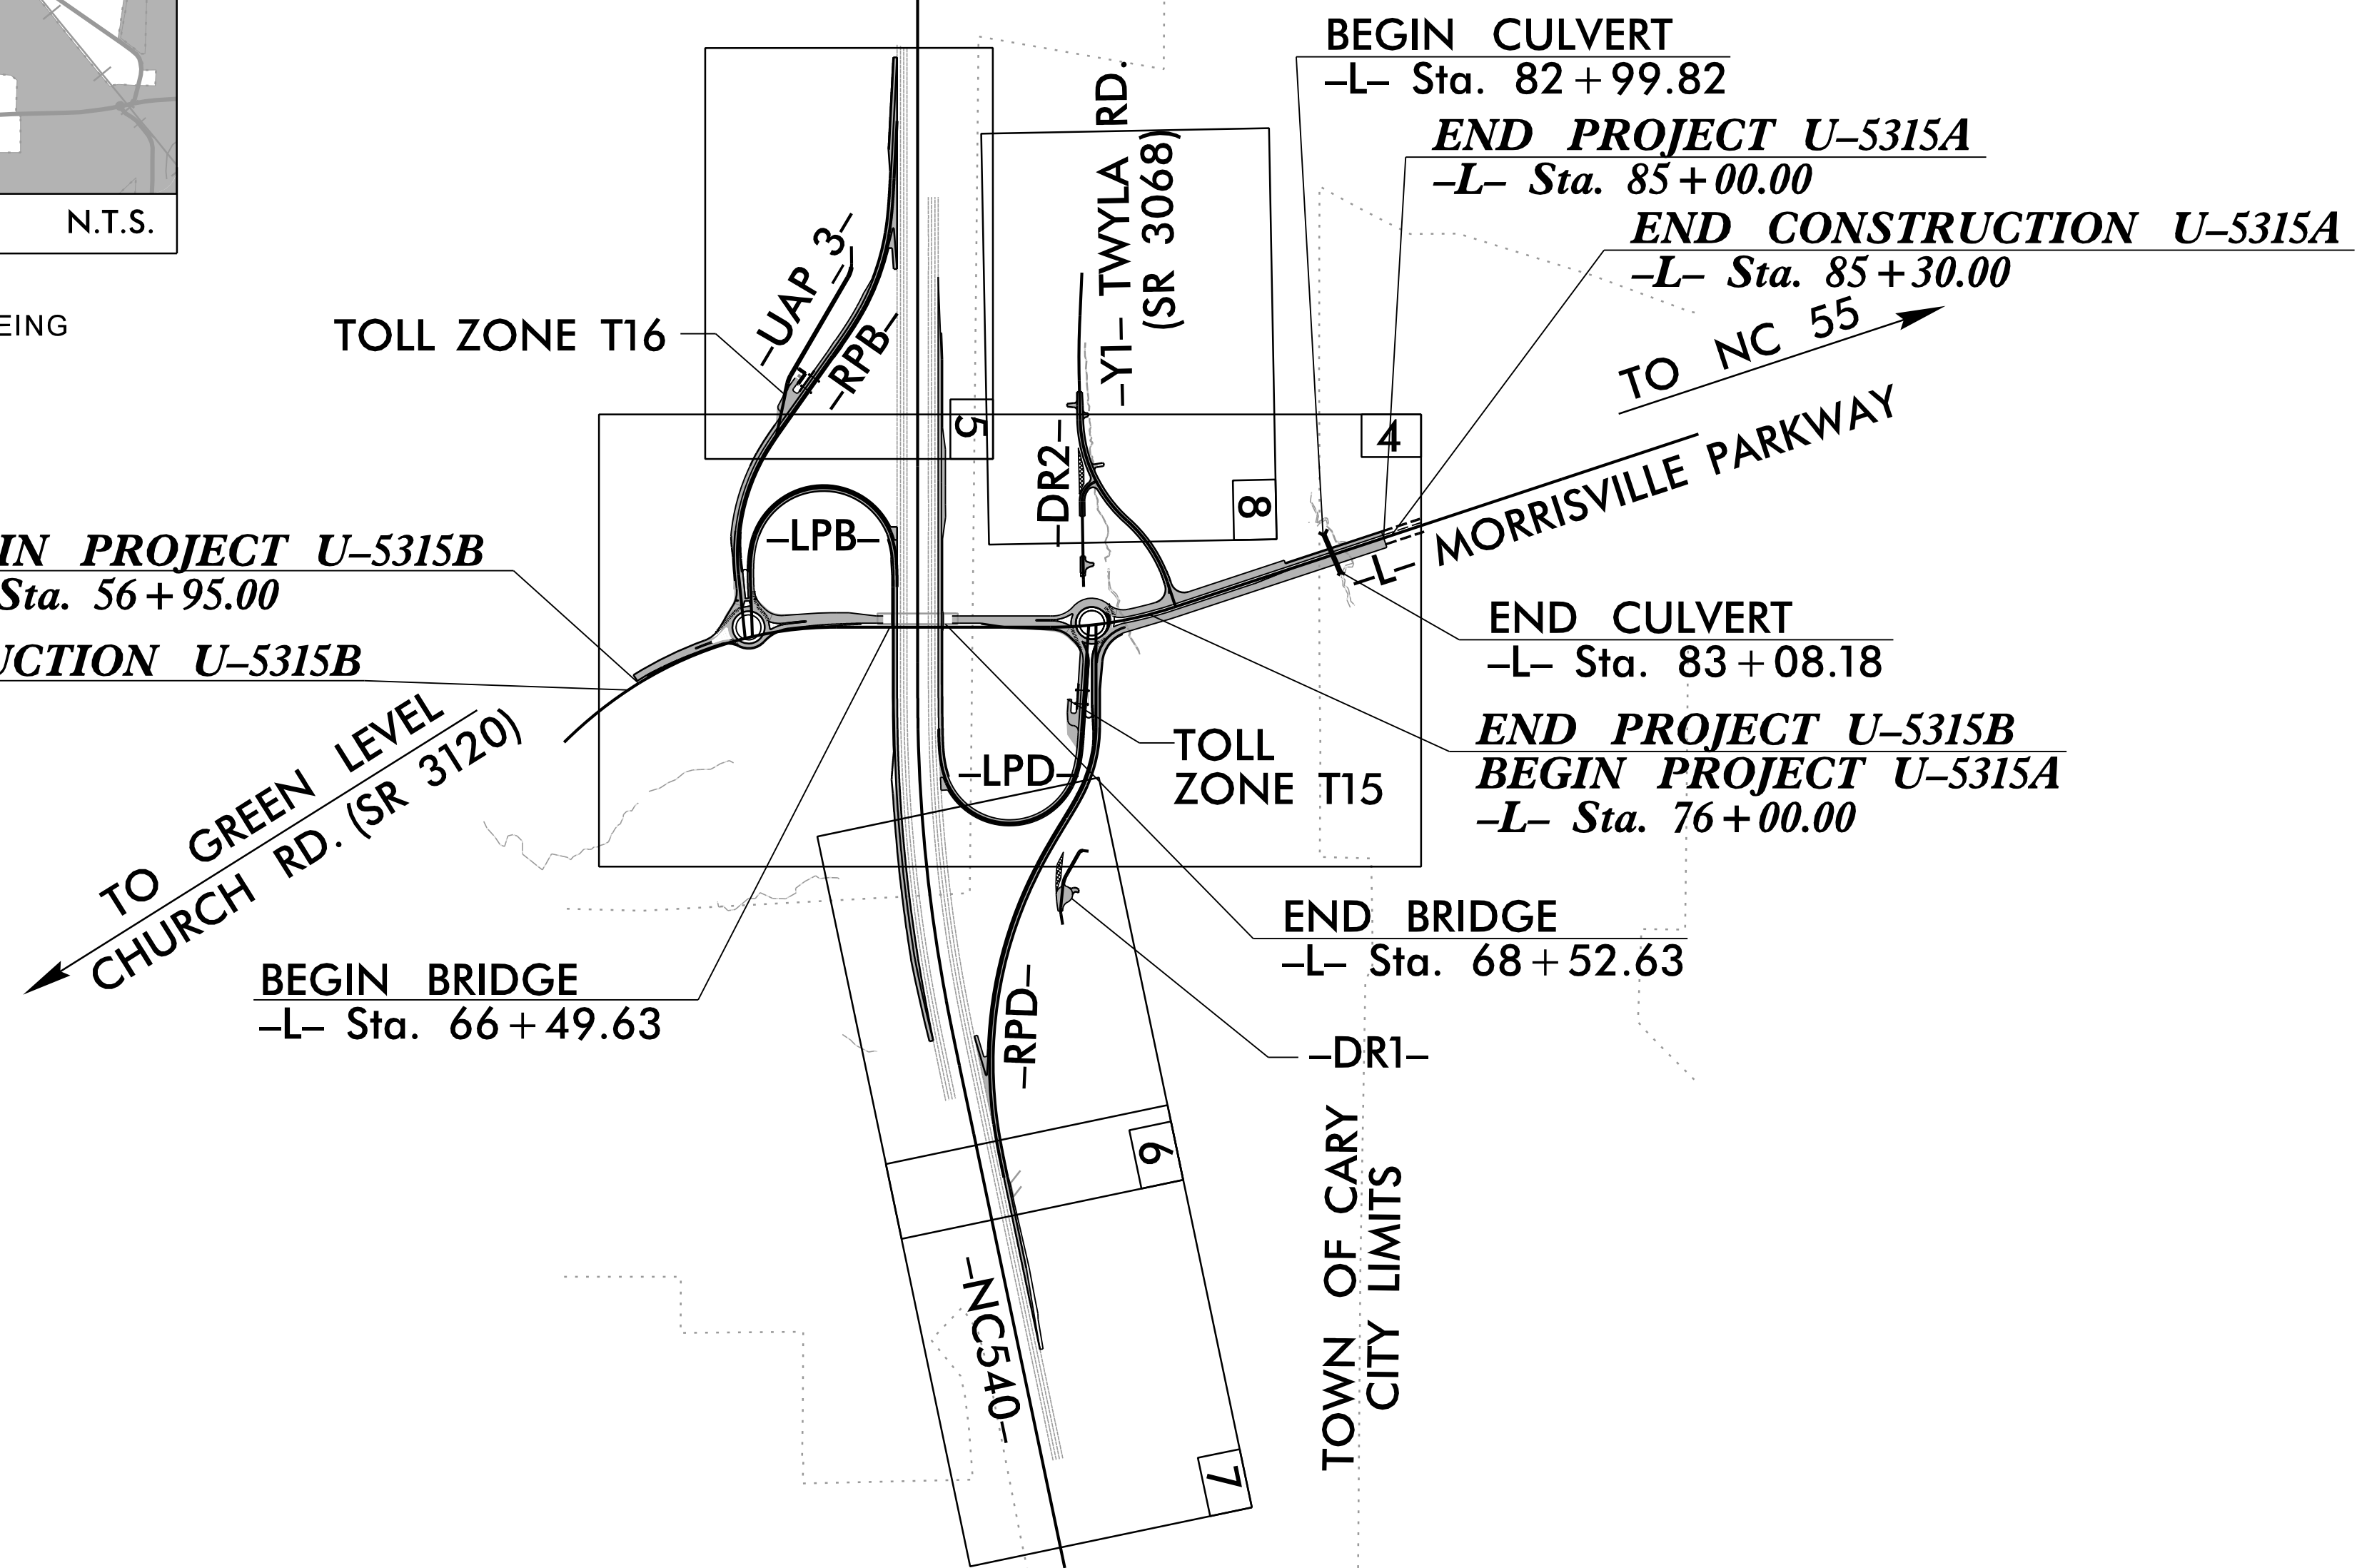 N.T.S.
BEGIN CULVERT
–L– Sta. 82+99.82
END PROJECT U–5315A
–L– Sta. 85+00.00
END CONSTRUCTION U–5315A
–L– Sta. 85+30.00
TO NC 55
–L– MORRISVILLE PARKWAY
–Y1– TWYLA RD.
(SR 3068)
–UAP 3–
–RPB–
TOLL ZONE T16
5
4
–DR2–
8
–LPB–
PROJECT U–5315B
Sta. 56+95.00
U–5315B
END CULVERT
–L– Sta. 83+08.18
END PROJECT U–5315B
BEGIN PROJECT U–5315A
–L– Sta. 76+00.00
TOLL
ZONE T15
–LPD–
TO GREEN LEVEL
CHURCH RD. (SR 3120)
END BRIDGE
–L– Sta. 68+52.63
BEGIN BRIDGE
–L– Sta. 66+49.63
–RPD–
–DR1–
6
–NC540–
TOWN OF CARY
CITY LIMITS
7